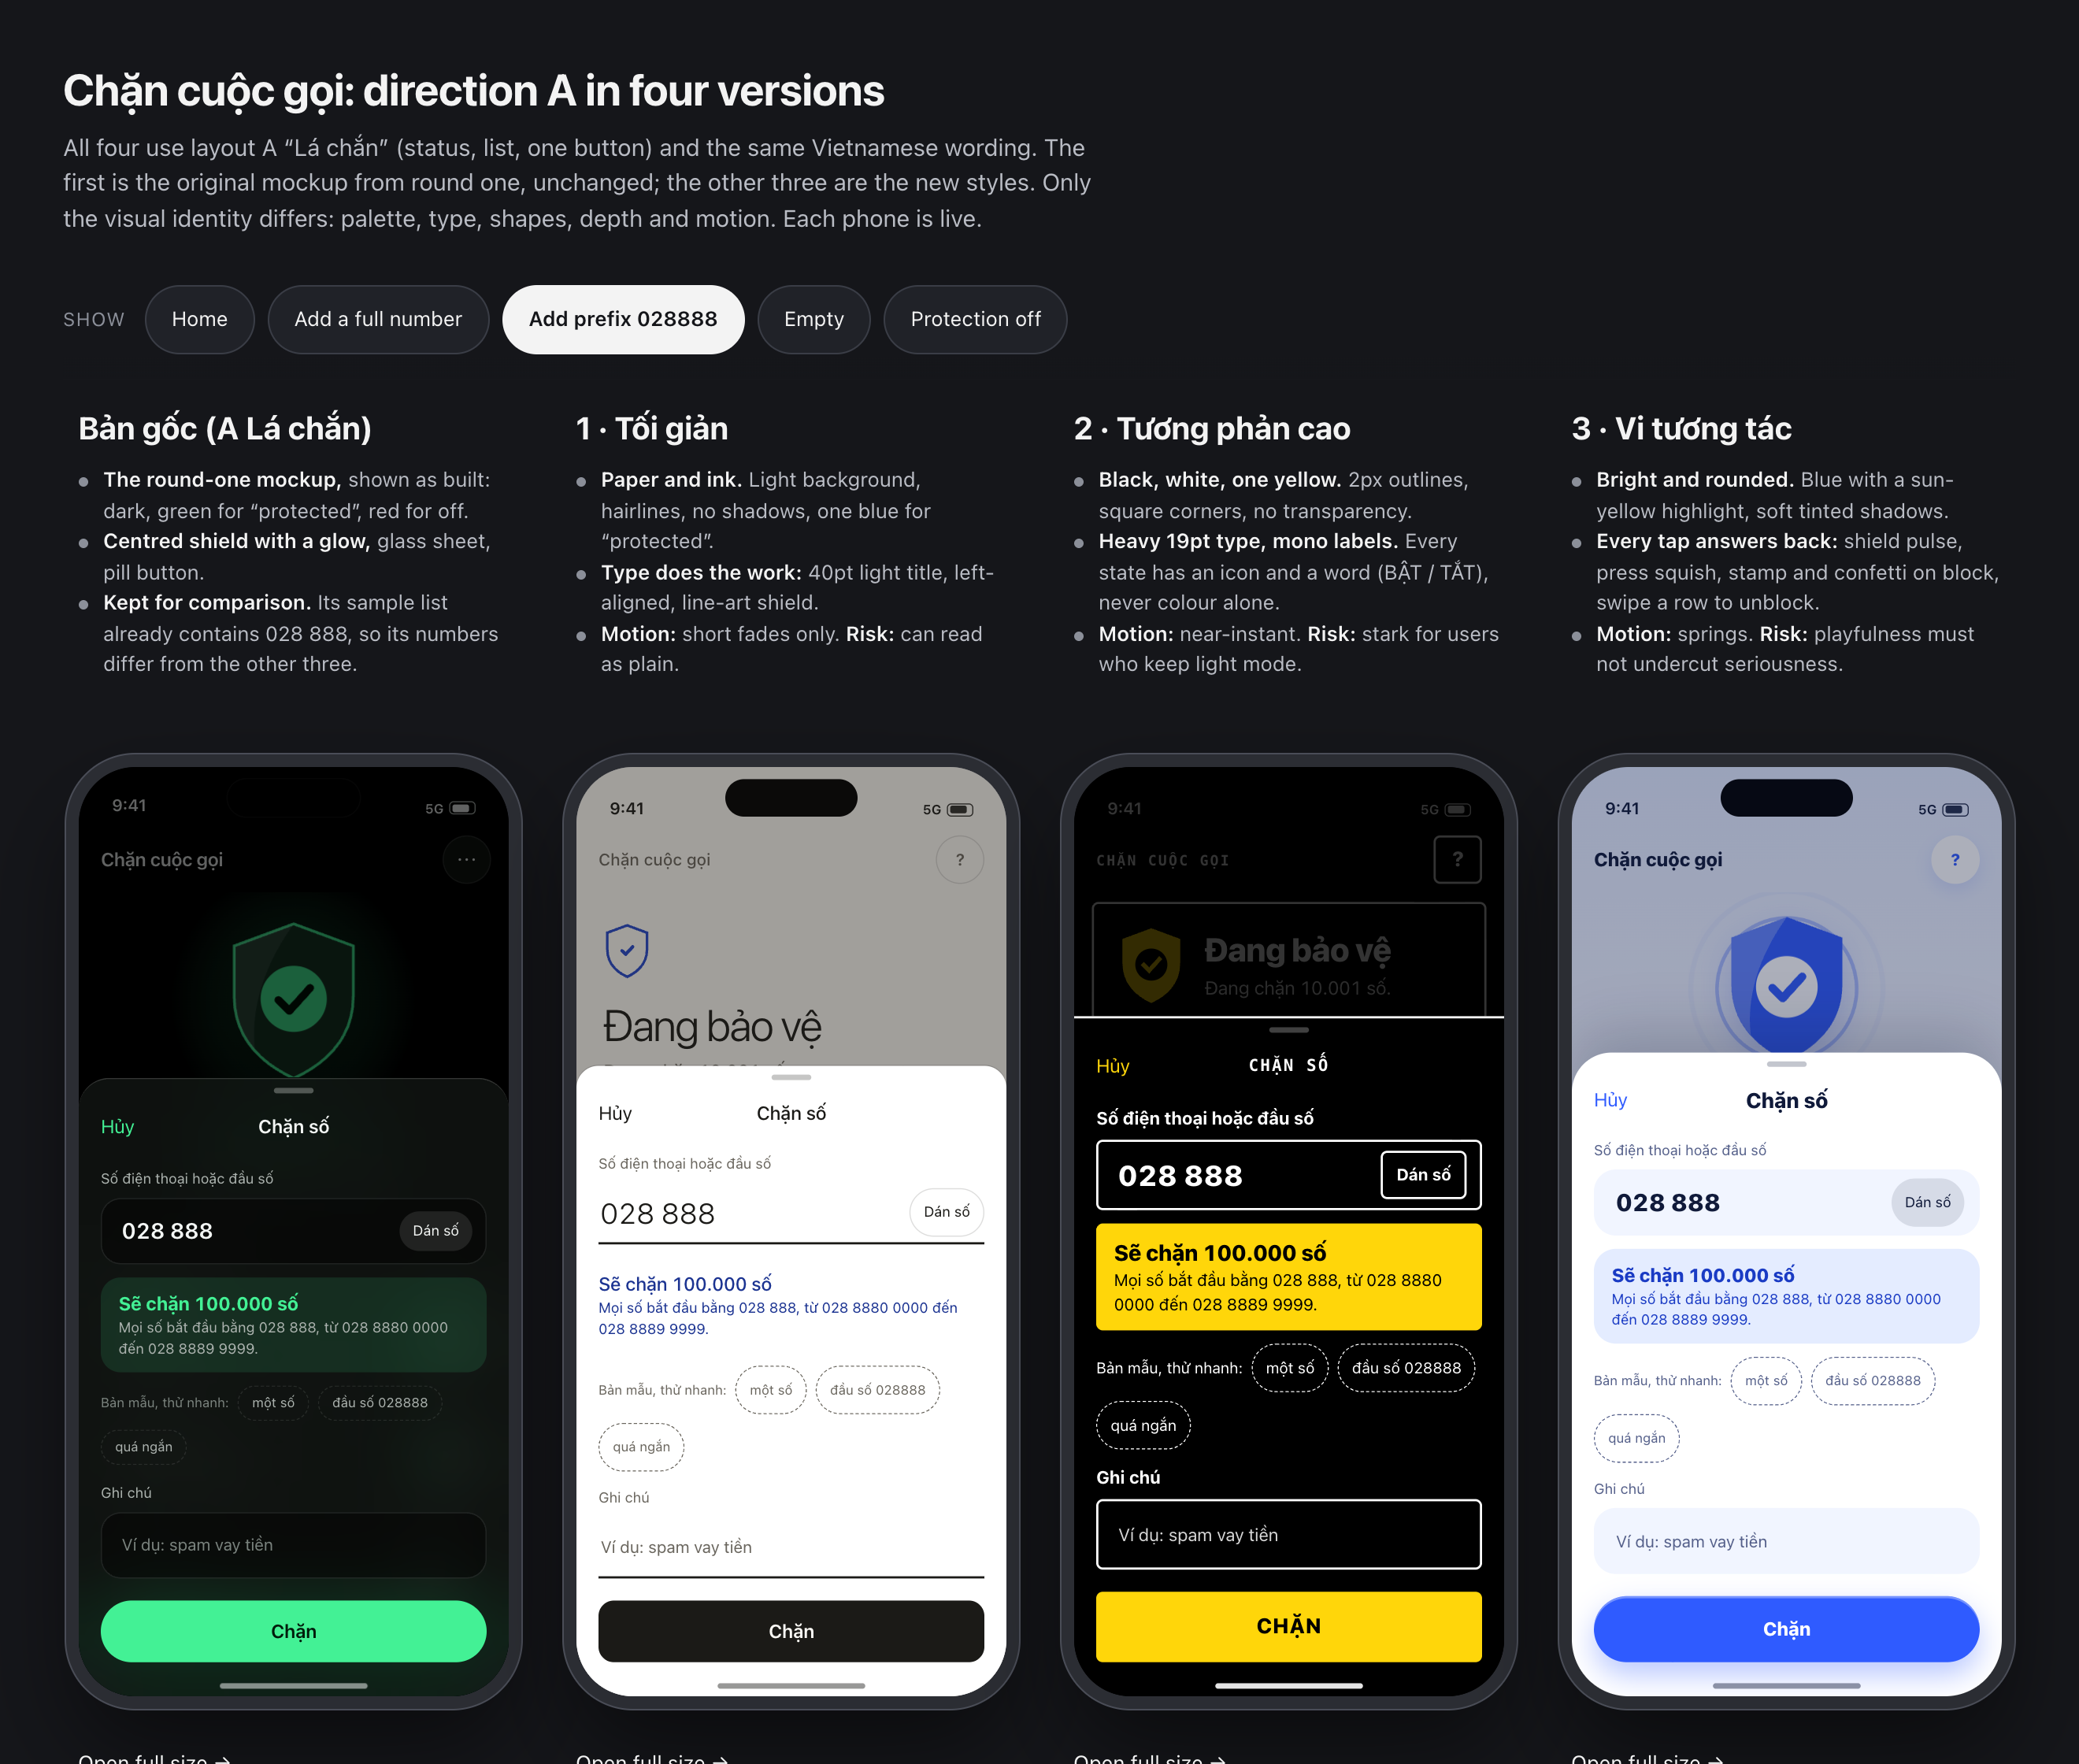 Chặn cuộc gọi: direction A in four versions
All four use layout A “Lá chắn” (status, list, one button) and the same Vietnamese wording. The
first is the original mockup from round one, unchanged; the other three are the new styles. Only
the visual identity differs: palette, type, shapes, depth and motion. Each phone is live.
SHOW
Home
Add a full number
Add prefix 028888
Empty
Protection off
Bản gốc (A Lá chắn)
The round-one mockup, shown as built:
dark, green for “protected”, red for off.
Centred shield with a glow, glass sheet,
pill button.
Kept for comparison. Its sample list
already contains 028 888, so its numbers
differ from the other three.
1 · Tối giản
Paper and ink. Light background,
hairlines, no shadows, one blue for
“protected”.
Type does the work: 40pt light title, left-
aligned, line-art shield.
Motion: short fades only. Risk: can read
as plain.
2 · Tương phản cao
Black, white, one yellow. 2px outlines,
square corners, no transparency.
Heavy 19pt type, mono labels. Every
state has an icon and a word (BẬT / TẮT),
never colour alone.
Motion: near-instant. Risk: stark for users
who keep light mode.
3 · Vi tương tác
Bright and rounded. Blue with a sun-
yellow highlight, soft tinted shadows.
Every tap answers back: shield pulse,
press squish, stamp and confetti on block,
swipe a row to unblock.
Motion: springs. Risk: playfulness must
not undercut seriousness.
9:41
5G
Chặn cuộc gọi
Hủy
Chặn số
Số điện thoại hoặc đầu số
028 888
Dán số
Sẽ chặn 100.000 số
Mọi số bắt đầu bằng 028 888, từ 028 8880 0000
đến 028 8889 9999.
Bản mẫu, thử nhanh:
một số
đầu số 028888
quá ngắn
Ghi chú
Ví dụ: spam vay tiền
Chặn
Open full size →
9:41
5G
Chặn cuộc gọi
?
Đang bảo vệ
Hủy
Chặn số
Số điện thoại hoặc đầu số
028 888
Dán số
Sẽ chặn 100.000 số
Mọi số bắt đầu bằng 028 888, từ 028 8880 0000 đến
028 8889 9999.
Bản mẫu, thử nhanh:
một số
đầu số 028888
quá ngắn
Ghi chú
Ví dụ: spam vay tiền
Chặn
Open full size →
9:41
5G
CHẶN CUỘC GỌI
?
Đang bảo vệ
Đang chặn 10.001 số.
Hủy
CHẶN SỐ
Số điện thoại hoặc đầu số
028 888
Dán số
Sẽ chặn 100.000 số
Mọi số bắt đầu bằng 028 888, từ 028 8880
0000 đến 028 8889 9999.
Bản mẫu, thử nhanh:
một số
đầu số 028888
quá ngắn
Ghi chú
Ví dụ: spam vay tiền
CHẶN
Open full size →
9:41
5G
Chặn cuộc gọi
?
Hủy
Chặn số
Số điện thoại hoặc đầu số
028 888
Dán số
Sẽ chặn 100.000 số
Mọi số bắt đầu bằng 028 888, từ 028 8880 0000
đến 028 8889 9999.
Bản mẫu, thử nhanh:
một số
đầu số 028888
quá ngắn
Ghi chú
Ví dụ: spam vay tiền
Chặn
Open full size →